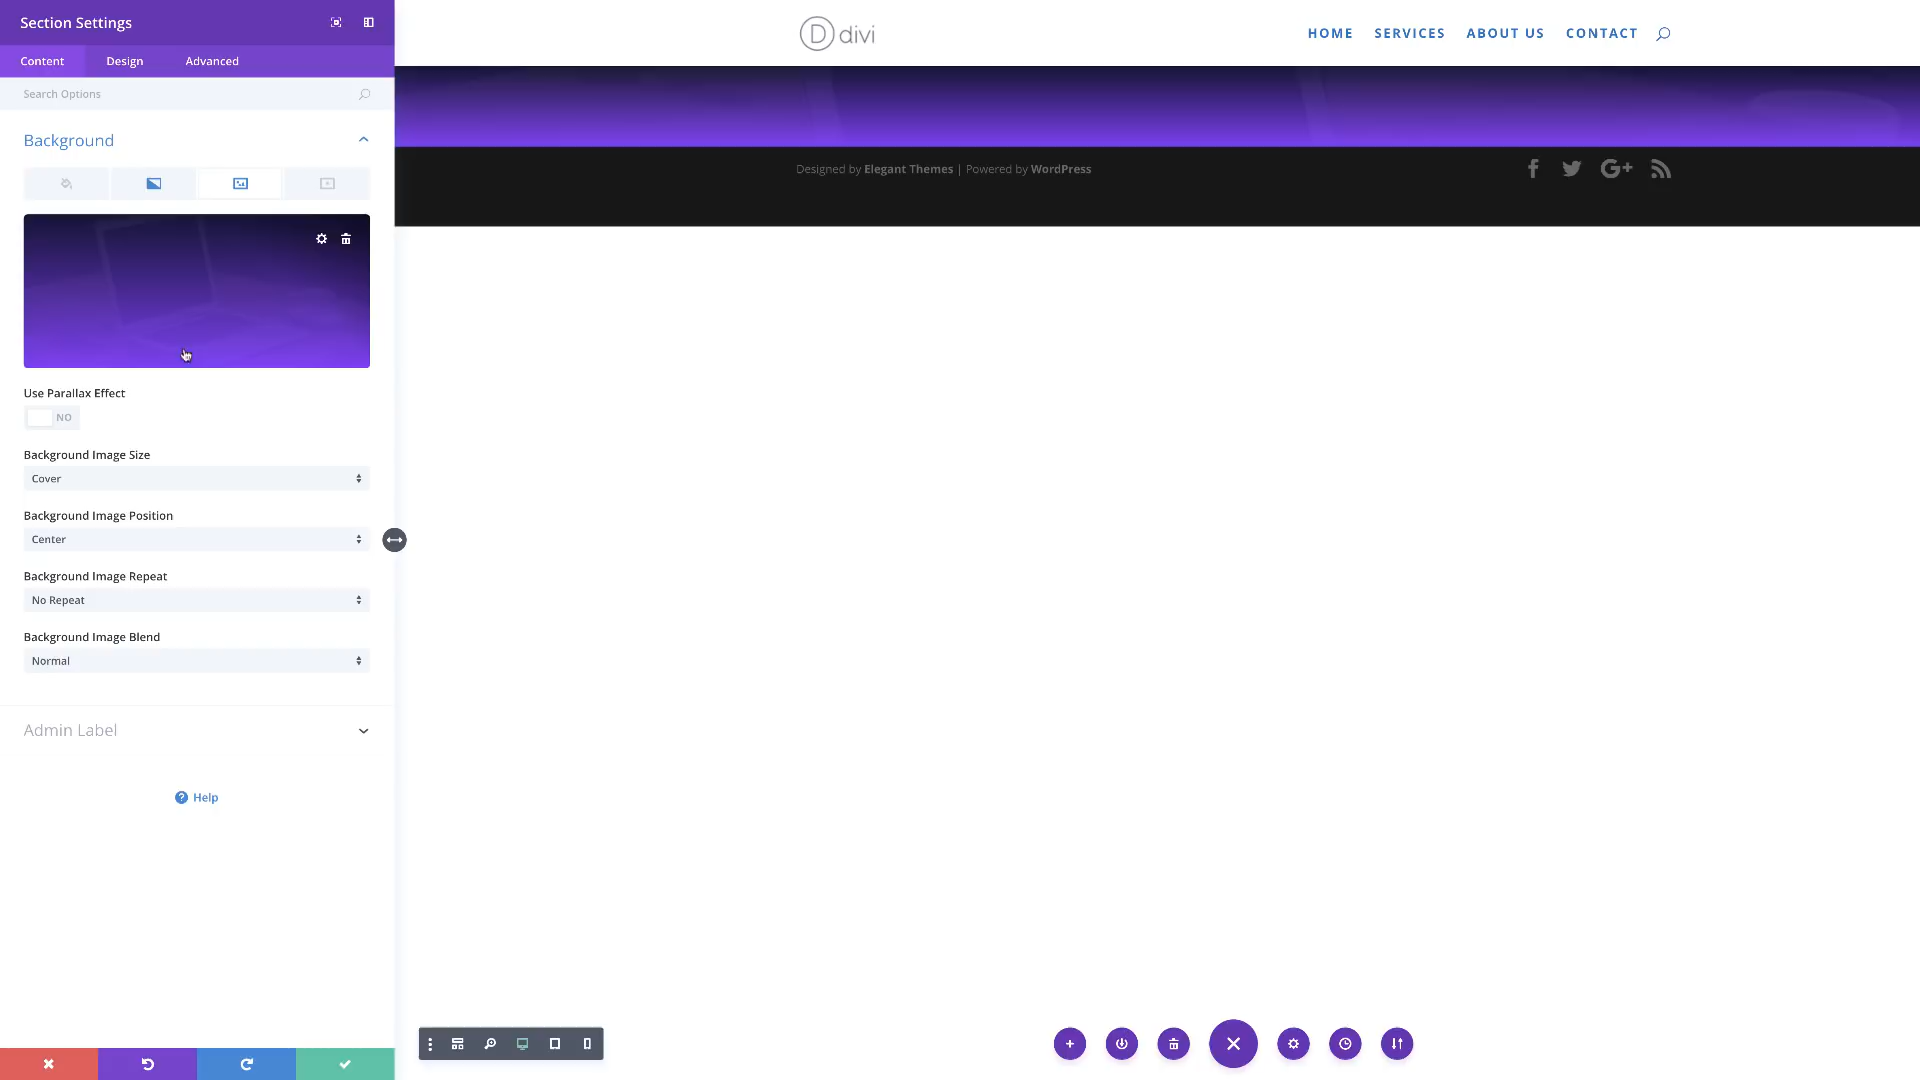 Section Settings
Content Design Advanced
Search Options
Background
Use Parallax Effect
NO
Background Image Size
Cover
Background Image Position
Center
Background Image Repeat
No Repeat
Background Image Blend
Normal
Admin Label
Help
D divi
HOME SERVICES ABOUT US CONTACT
Designed by Elegant Themes | Powered by WordPress